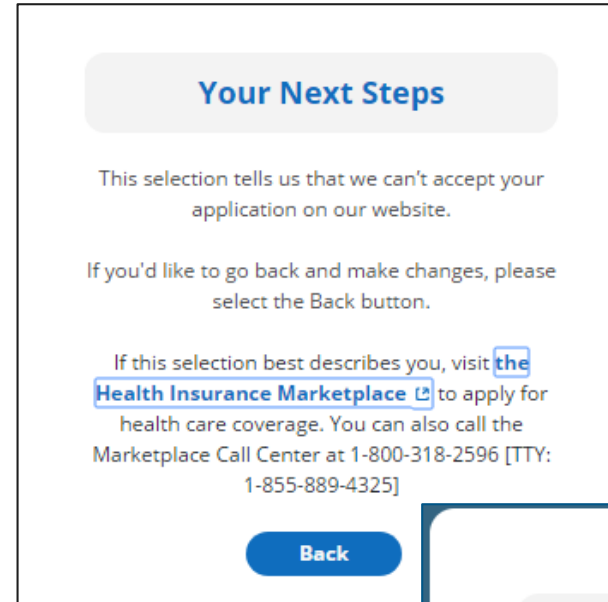 Your Next Steps
This selection tells us that we can't accept your
application on our website.
If you'd like to go back and make changes, please
select the Back button.
If this selection best describes you, visit the
Health Insurance Marketplace to apply for
health care coverage. You can also call the
Marketplace Call Center at 1-800-318-2596 [TTY:
1-855-889-4325]
Back